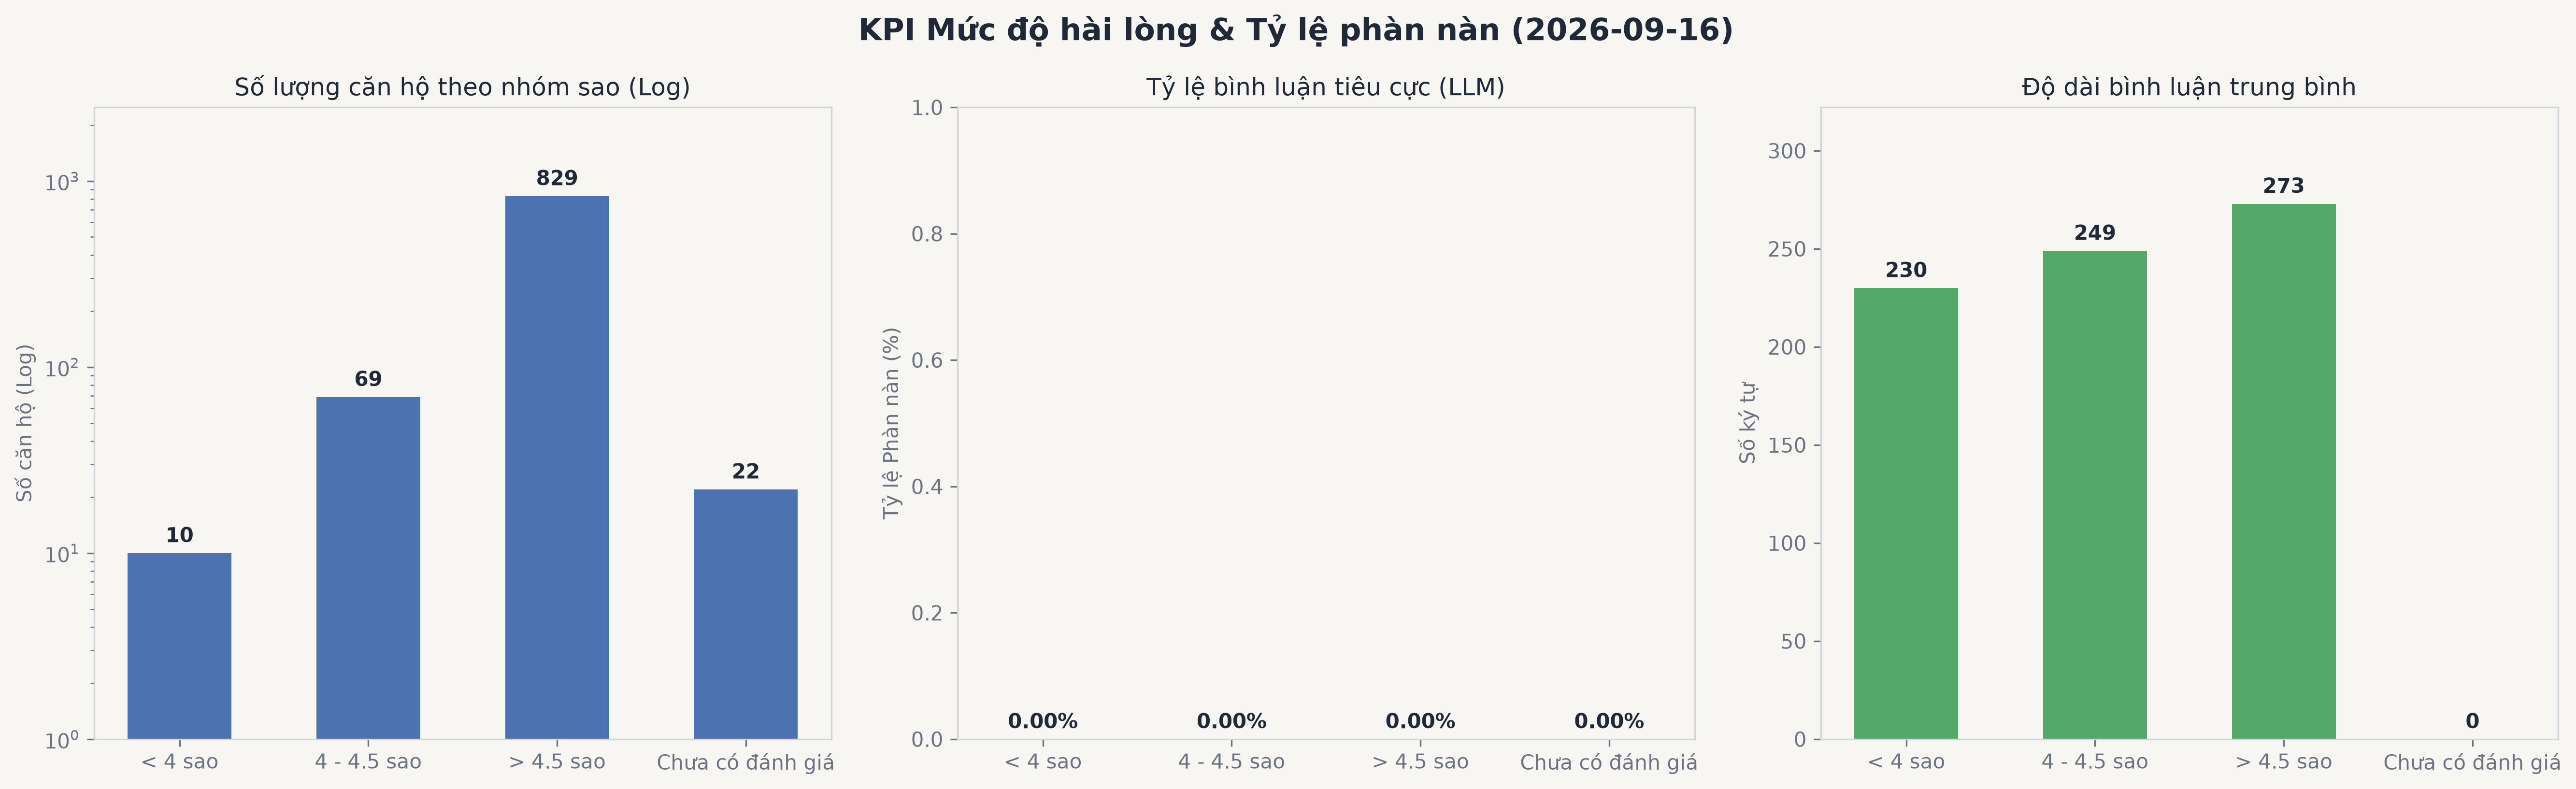 KPI Mức độ hài lòng & Tỷ lệ phàn nàn (2026-09-16)
Số lượng căn hộ theo nhóm sao (Log)
Số căn hộ (Log)
10³
10²
10¹
10⁰
10
69
829
22
< 4 sao
4 - 4.5 sao
> 4.5 sao
Chưa có đánh giá
Tỷ lệ bình luận tiêu cực (LLM)
Tỷ lệ Phàn nàn (%)
1.0
0.8
0.6
0.4
0.2
0.0
0.00%
0.00%
0.00%
0.00%
< 4 sao
4 - 4.5 sao
> 4.5 sao
Chưa có đánh giá
Độ dài bình luận trung bình
Số ký tự
300
250
200
150
100
50
0
230
249
273
0
< 4 sao
4 - 4.5 sao
> 4.5 sao
Chưa có đánh giá